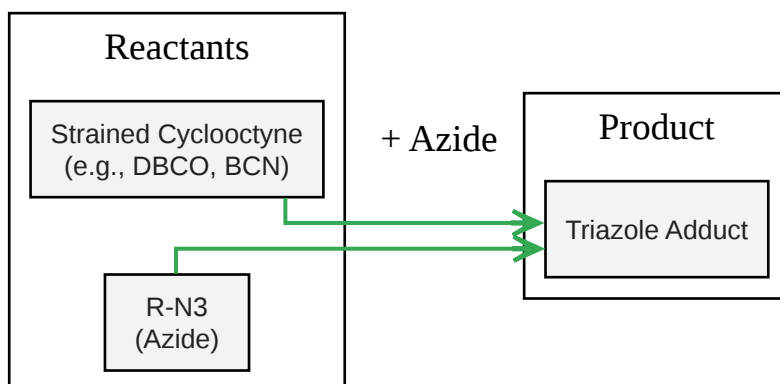 Reactants
Strained Cyclooctyne
(e.g., DBCO, BCN)
R-N3
(Azide)
+ Azide
Product
Triazole Adduct